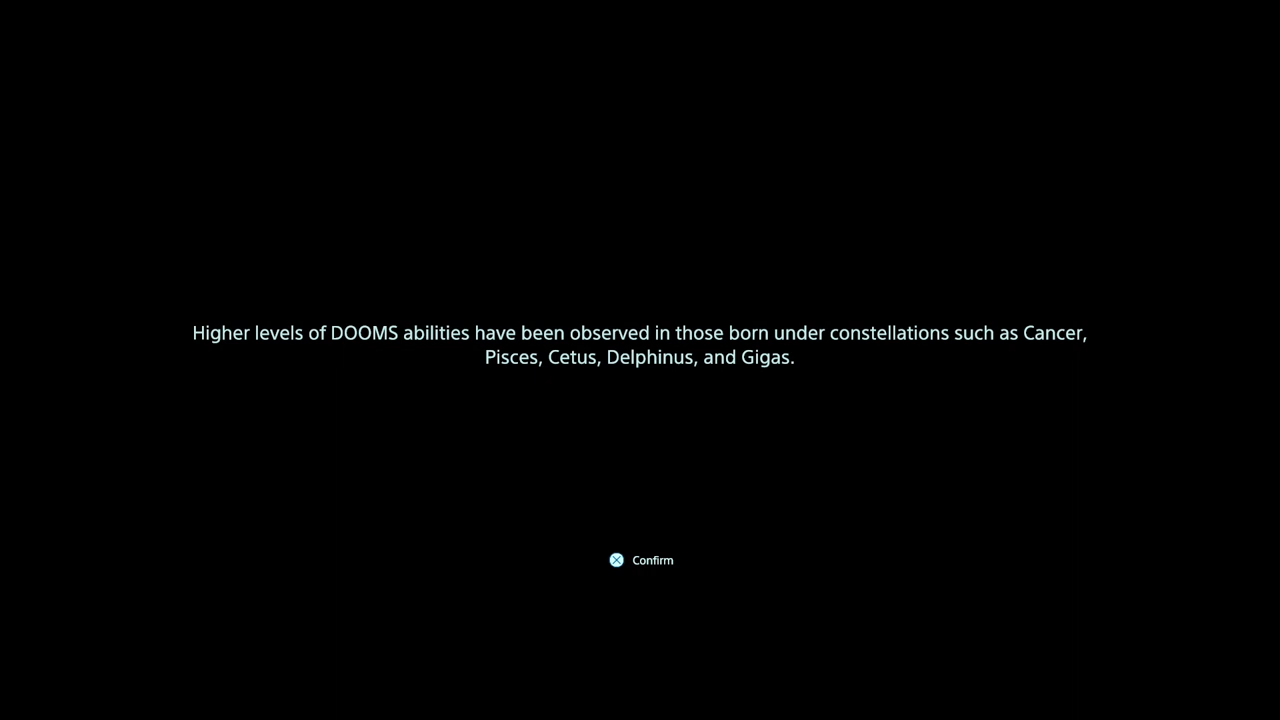 Higher levels of DOOMS abilities have been observed in those born under constellations such as Cancer,
Pisces, Cetus, Delphinus, and Gigas.
Confirm